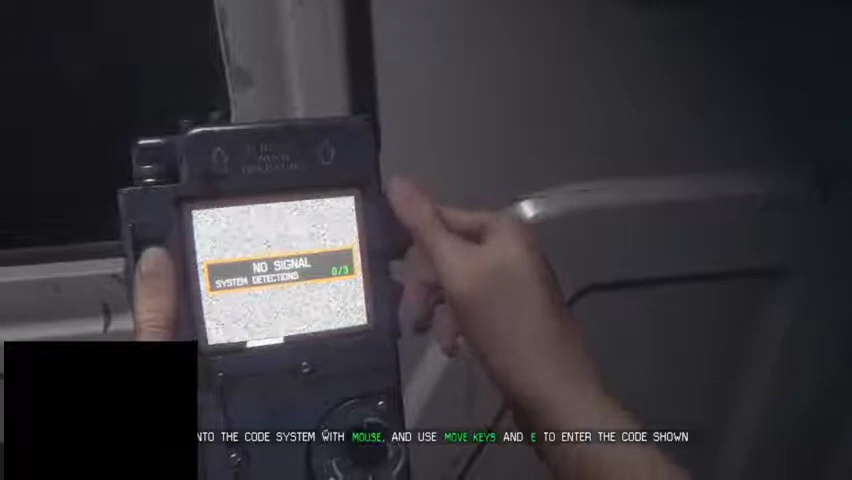 NO SIGNAL
SYSTEM DETECTIONS 0/3
NTO THE CODE SYSTEM WITH MOUSE, AND USE MOVE KEYS AND E TO ENTER THE CODE SHOWN